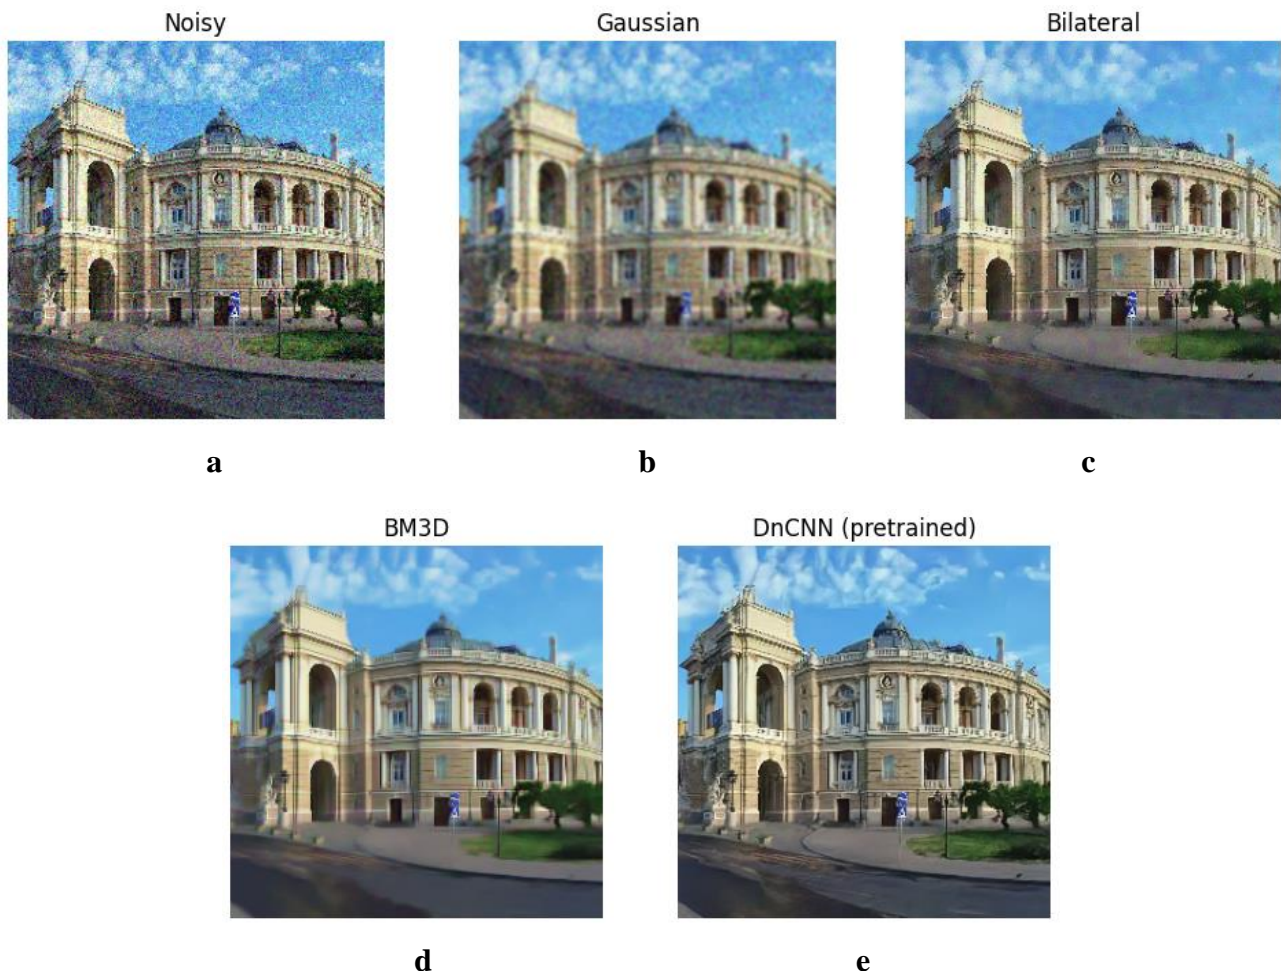 Noisy
Gaussian
Bilateral
a
b
c
BM3D
DnCNN (pretrained)
d
e